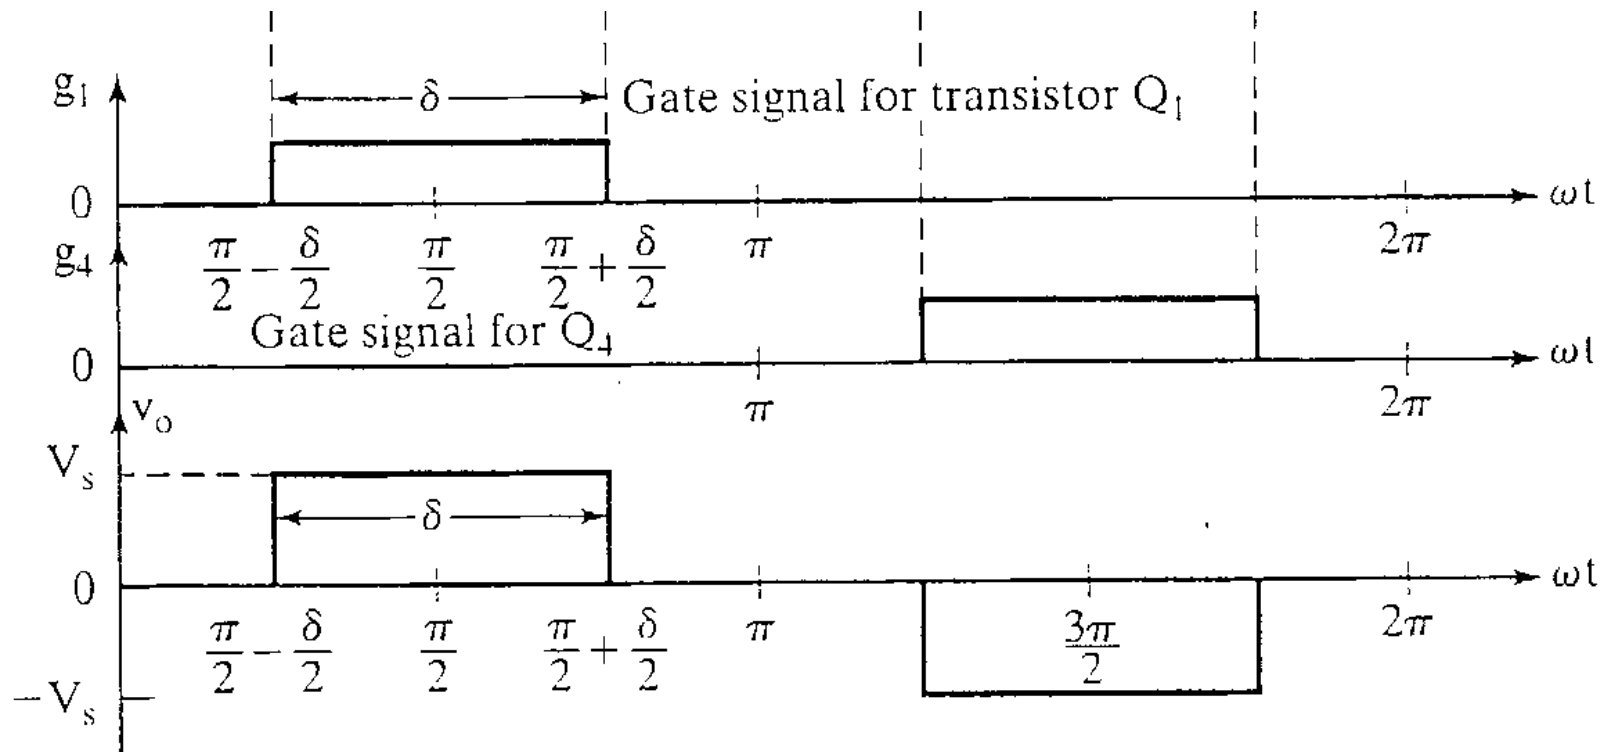 g₁
δ
Gate signal for transistor Q₁
0
ωt
π/2 − δ/2
π/2
π/2 + δ/2
π
2π
g₄
Gate signal for Q₄
0
ωt
π
2π
v₀
Vₛ
δ
0
ωt
π/2 − δ/2
π/2
π/2 + δ/2
π
3π/2
2π
−Vₛ